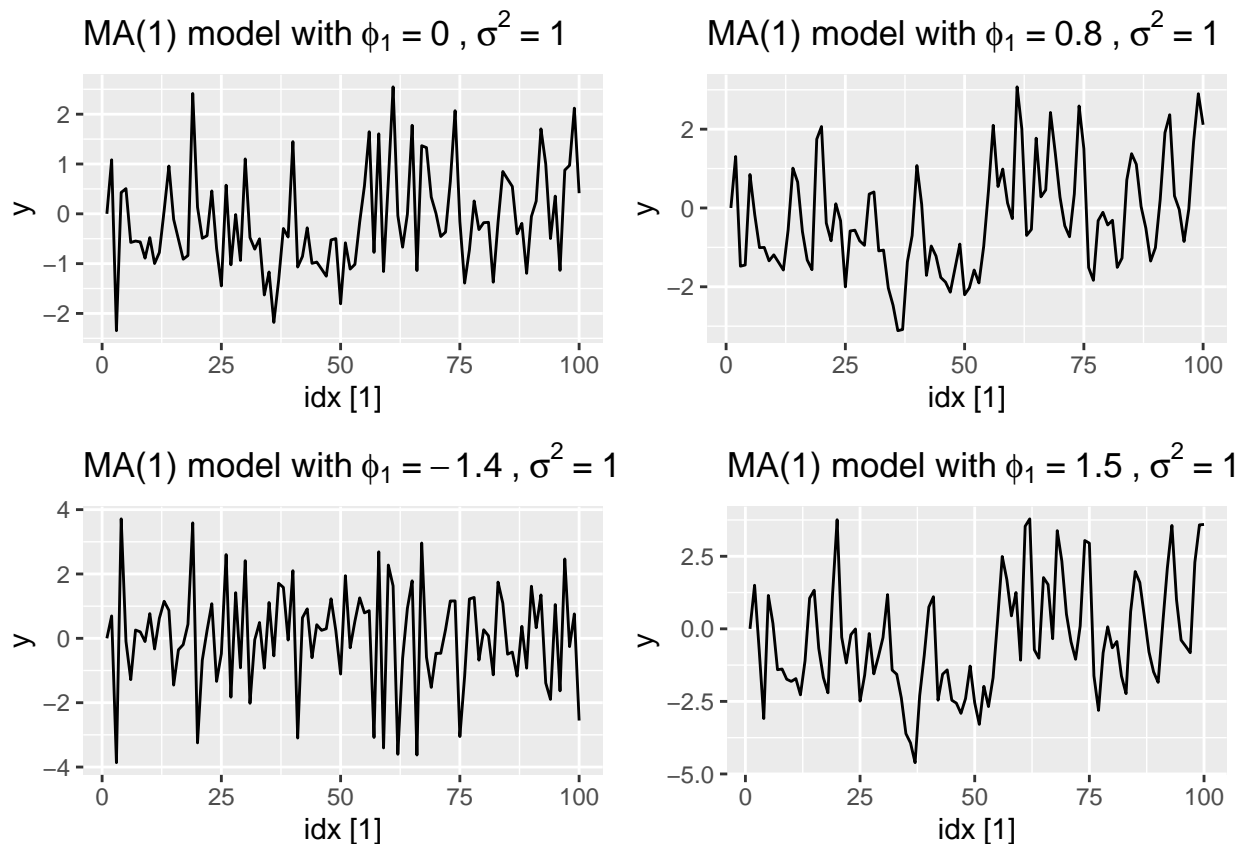 MA(1) model with ϕ₁ = 0 , σ² = 1
2
1
0
−1
−2
y
0 25 50 75 100
idx [1]
MA(1) model with ϕ₁ = 0.8 , σ² = 1
2
0
−2
y
0 25 50 75 100
idx [1]
MA(1) model with ϕ₁ = − 1.4 , σ² = 1
4
2
0
−2
−4
y
0 25 50 75 100
idx [1]
MA(1) model with ϕ₁ = 1.5 , σ² = 1
2.5
0.0
−2.5
−5.0
y
0 25 50 75 100
idx [1]